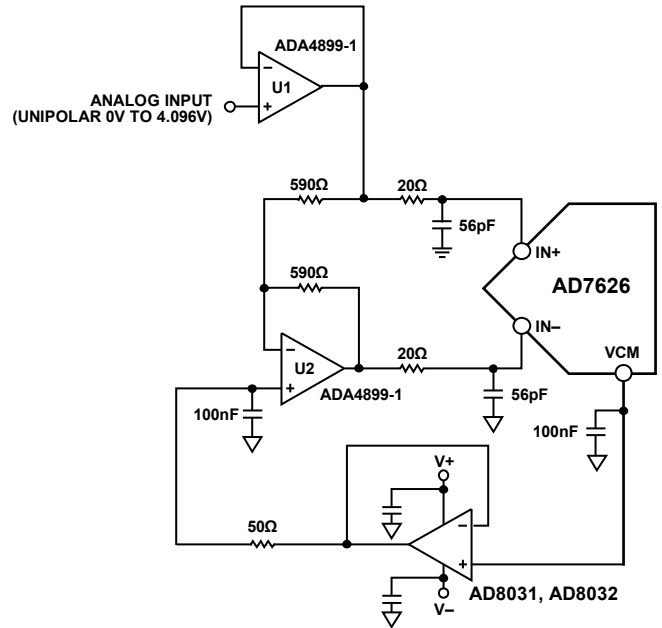 ADA4899-1
−
U1
+
ANALOG INPUT
(UNIPOLAR 0V TO 4.096V)
590Ω
20Ω
56pF
IN+
AD7626
590Ω
IN–
−
U2
+
20Ω
VCM
ADA4899-1
56pF
100nF
100nF
V+
50Ω
−
+
AD8031, AD8032
V–